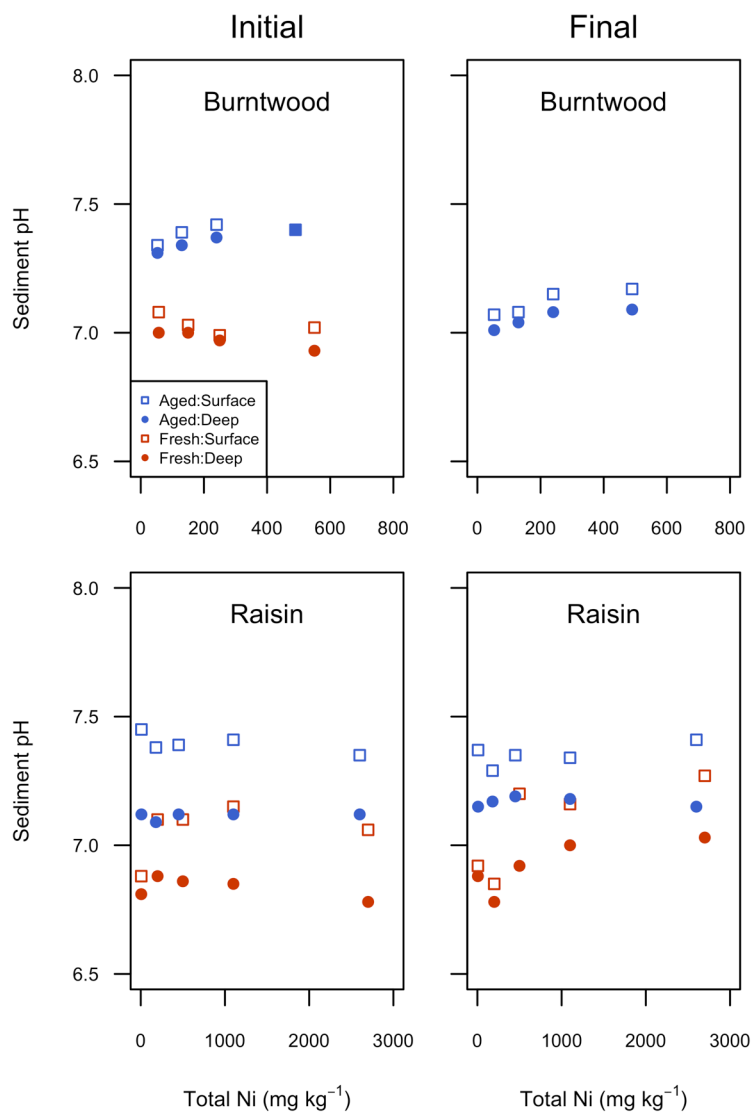 Initial
Final
Burntwood
Burntwood
8.0
7.5
7.0
6.5
Sediment pH
Aged:Surface
Aged:Deep
Fresh:Surface
Fresh:Deep
0 200 400 600 800
0 200 400 600 800
Raisin
Raisin
8.0
7.5
7.0
6.5
Sediment pH
0 1000 2000 3000
0 1000 2000 3000
Total Ni (mg kg⁻¹)
Total Ni (mg kg⁻¹)